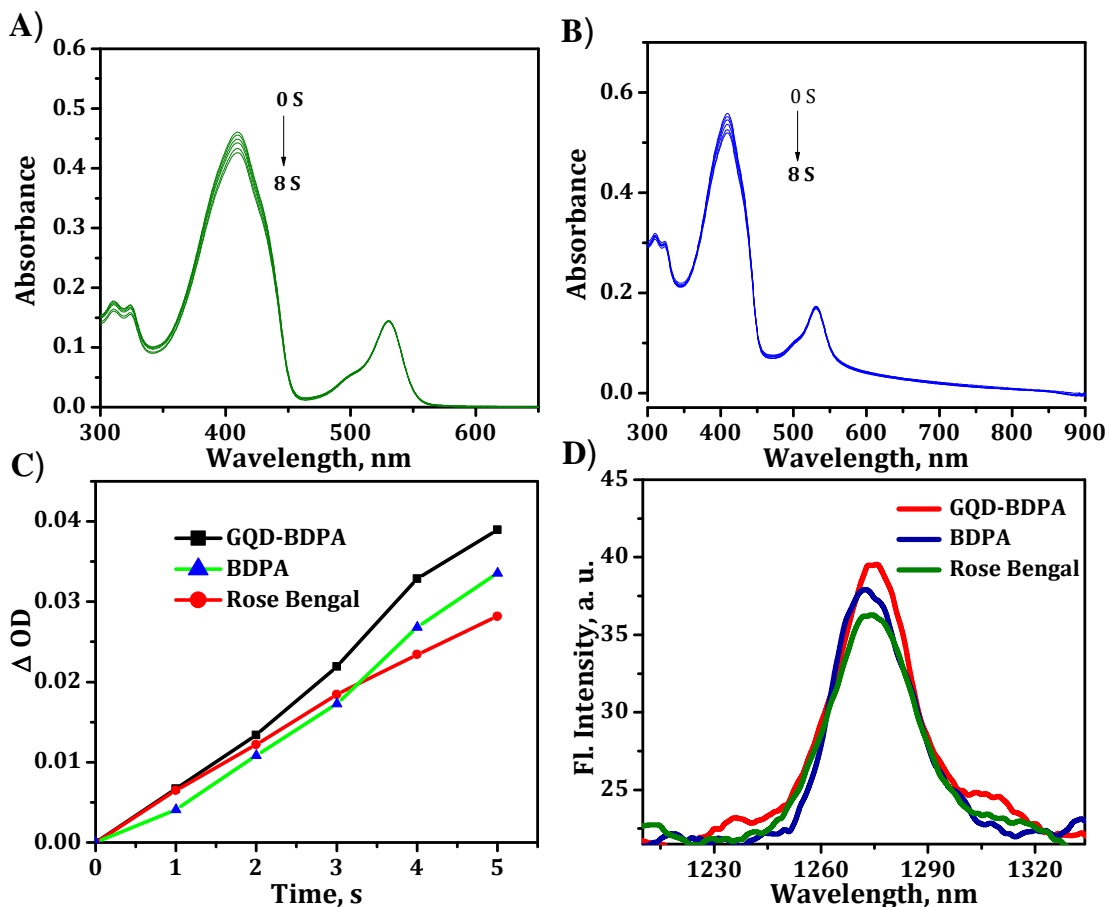 A)
0.6
0.5
0.4
0.3
0.2
0.1
0.0
Absorbance
0 S
8 S
300 400 500 600
Wavelength, nm
B)
0.6
0.4
0.2
0.0
Absorbance
0 S
8 S
300 400 500 600 700 800 900
Wavelength, nm
C)
0.04
0.03
0.02
0.01
0.00
Δ OD
GQD-BDPA
BDPA
Rose Bengal
0 1 2 3 4 5
Time, s
D)
45
40
35
30
25
Fl. Intensity, a. u.
GQD-BDPA
BDPA
Rose Bengal
1230 1260 1290 1320
Wavelength, nm